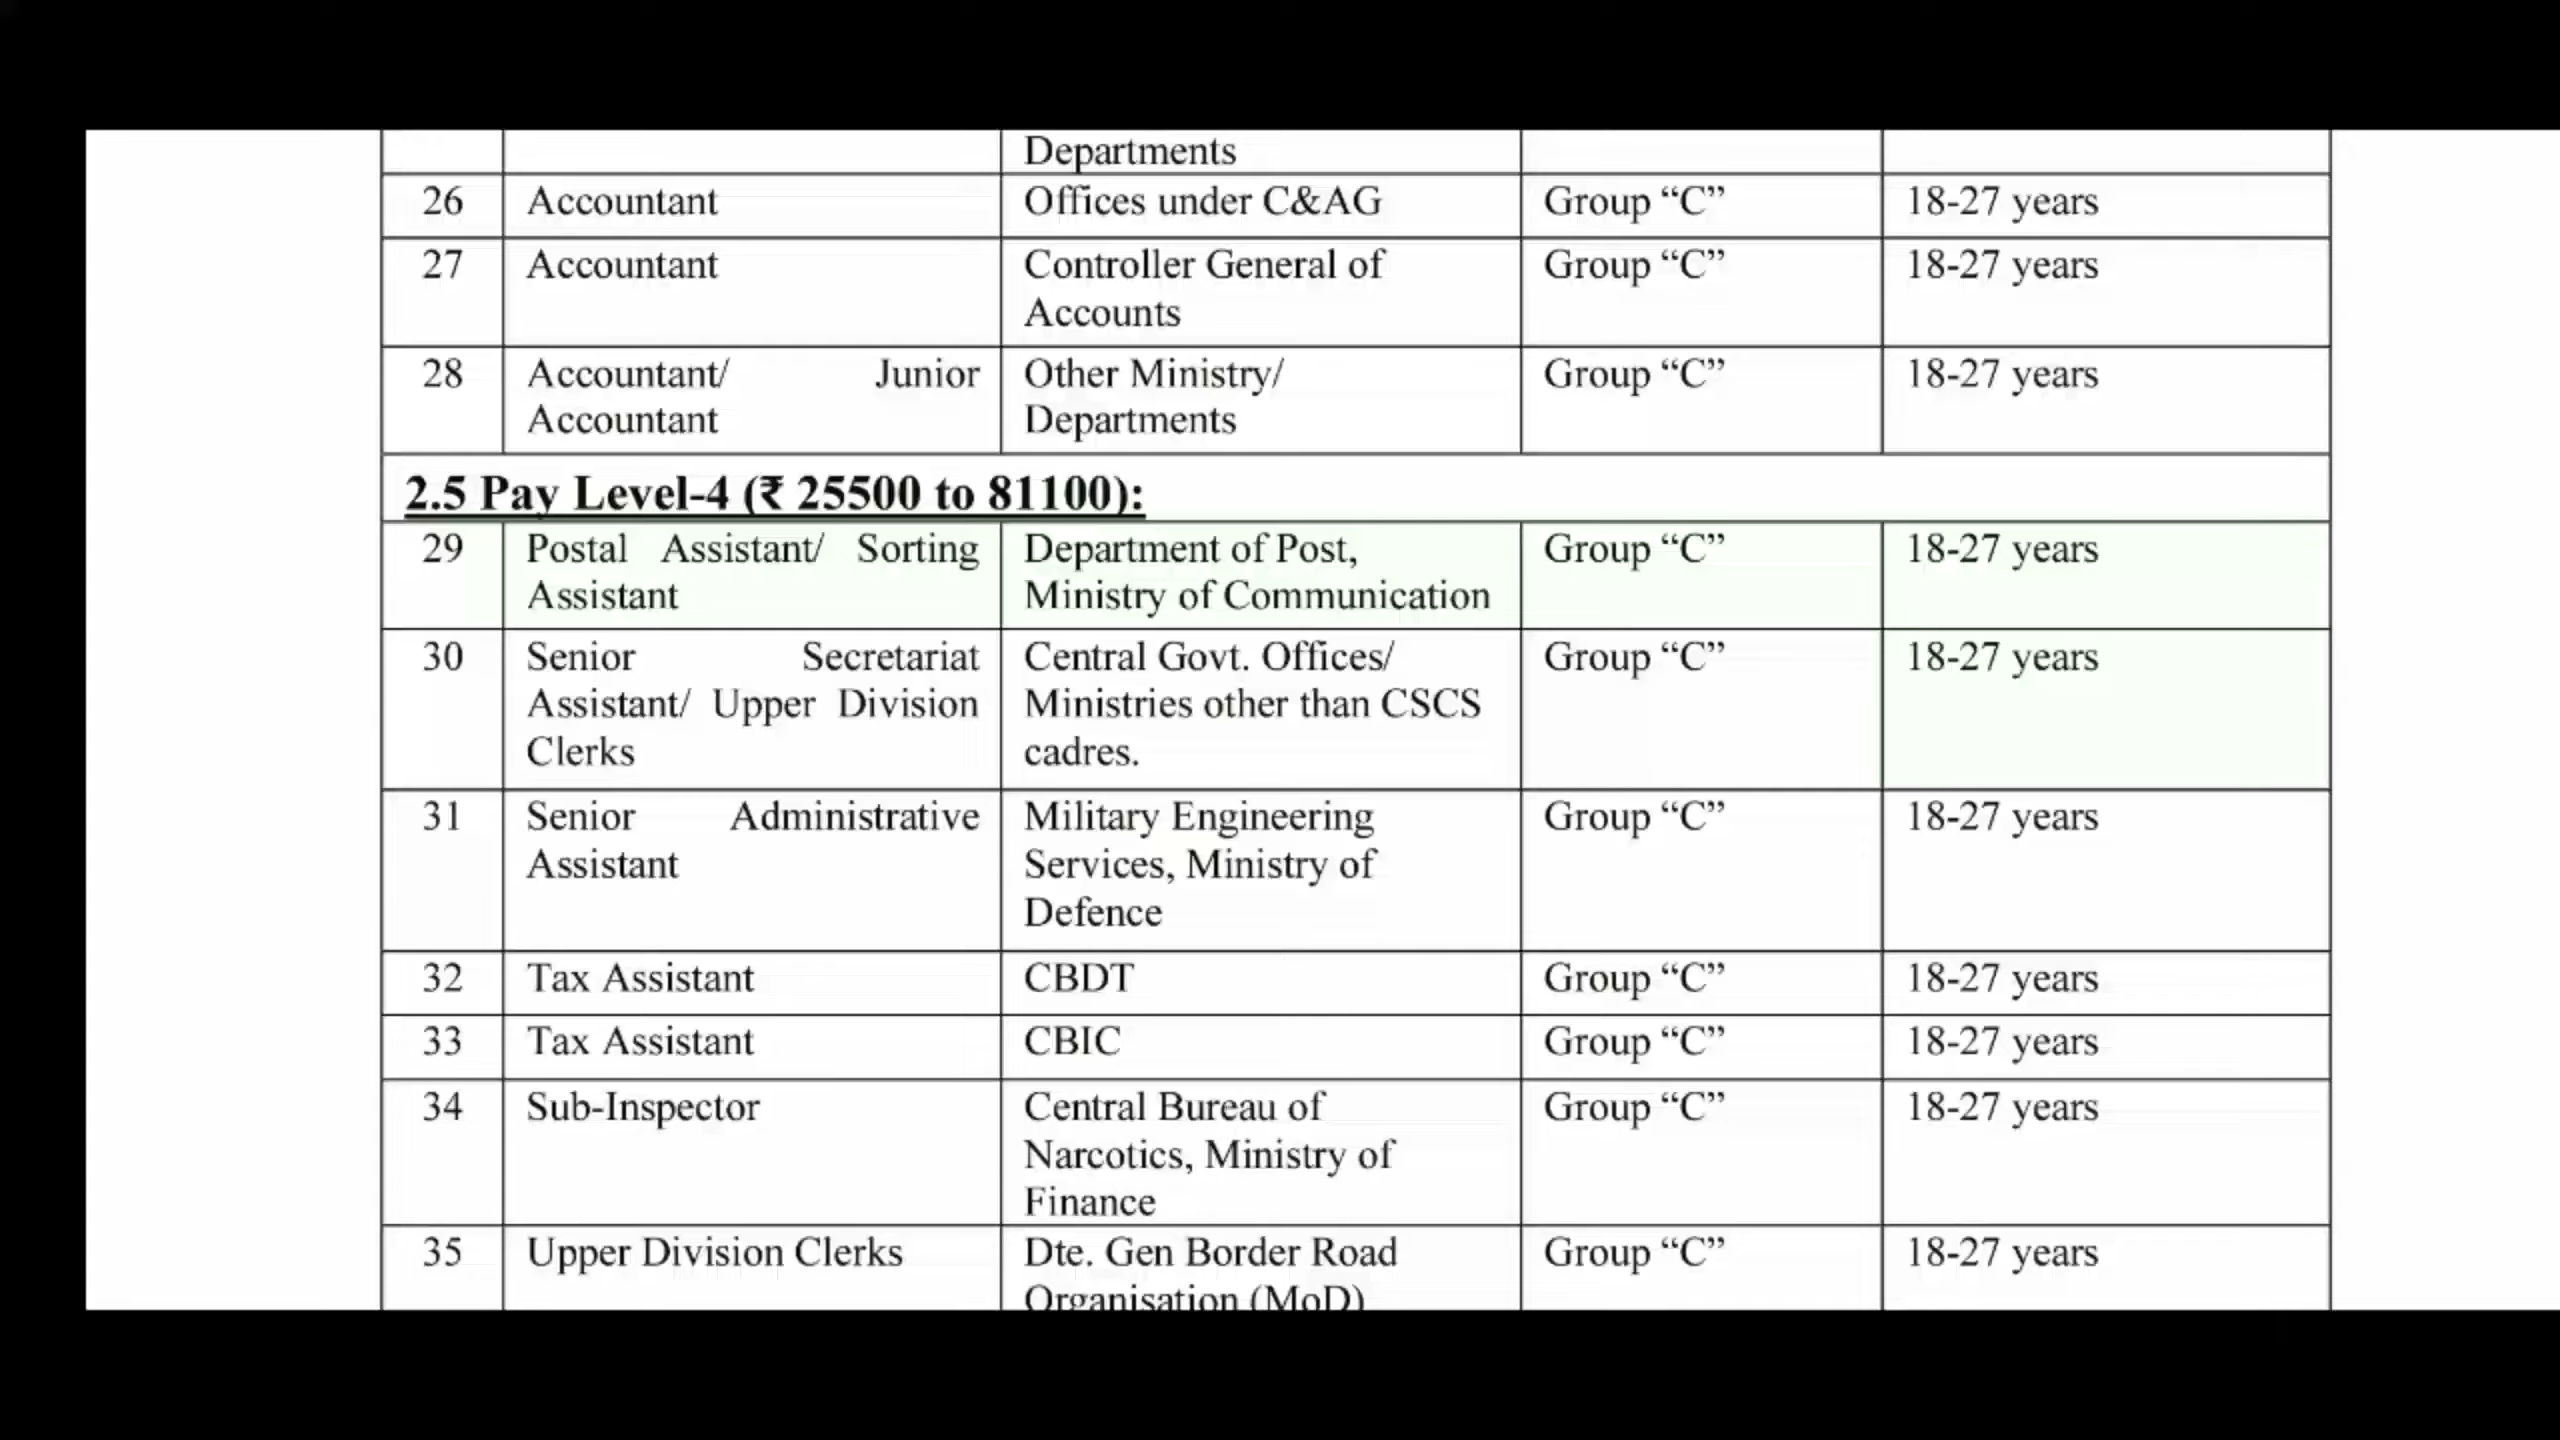 Departments
26 Accountant Offices under C&AG Group “C” 18-27 years
27 Accountant Controller General of Group “C” 18-27 years
Accounts
28 Accountant/ Junior Other Ministry/ Group “C” 18-27 years
Accountant Departments
2.5 Pay Level-4 (₹ 25500 to 81100):
29 Postal Assistant/ Sorting Department of Post, Group “C” 18-27 years
Assistant Ministry of Communication
30 Senior Secretariat Central Govt. Offices/ Group “C” 18-27 years
Assistant/ Upper Division Ministries other than CSCS
Clerks cadres.
31 Senior Administrative Military Engineering Group “C” 18-27 years
Assistant Services, Ministry of
Defence
32 Tax Assistant CBDT Group “C” 18-27 years
33 Tax Assistant CBIC Group “C” 18-27 years
34 Sub-Inspector Central Bureau of Group “C” 18-27 years
Narcotics, Ministry of
Finance
35 Upper Division Clerks Dte. Gen Border Road Group “C” 18-27 years
Organisation (MoD)